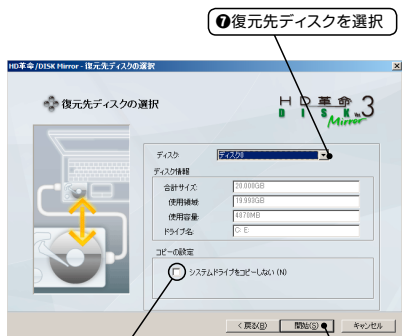 ❼復元先ディスクを選択
HD革命/DISK Mirror - 復元先ディスクの選択
復元先ディスクの選択
HD革命
DISK Ver.3
Mirror
ディスク ディスク0
ディスク情報
合計サイズ: 20.000GB
使用領域: 19.993GB
使用容量: 4870MB
ドライブ名: C: E:
コピーの設定
システムドライブをコピーしない (N)
< 戻る(B) 開始(S) キャンセル